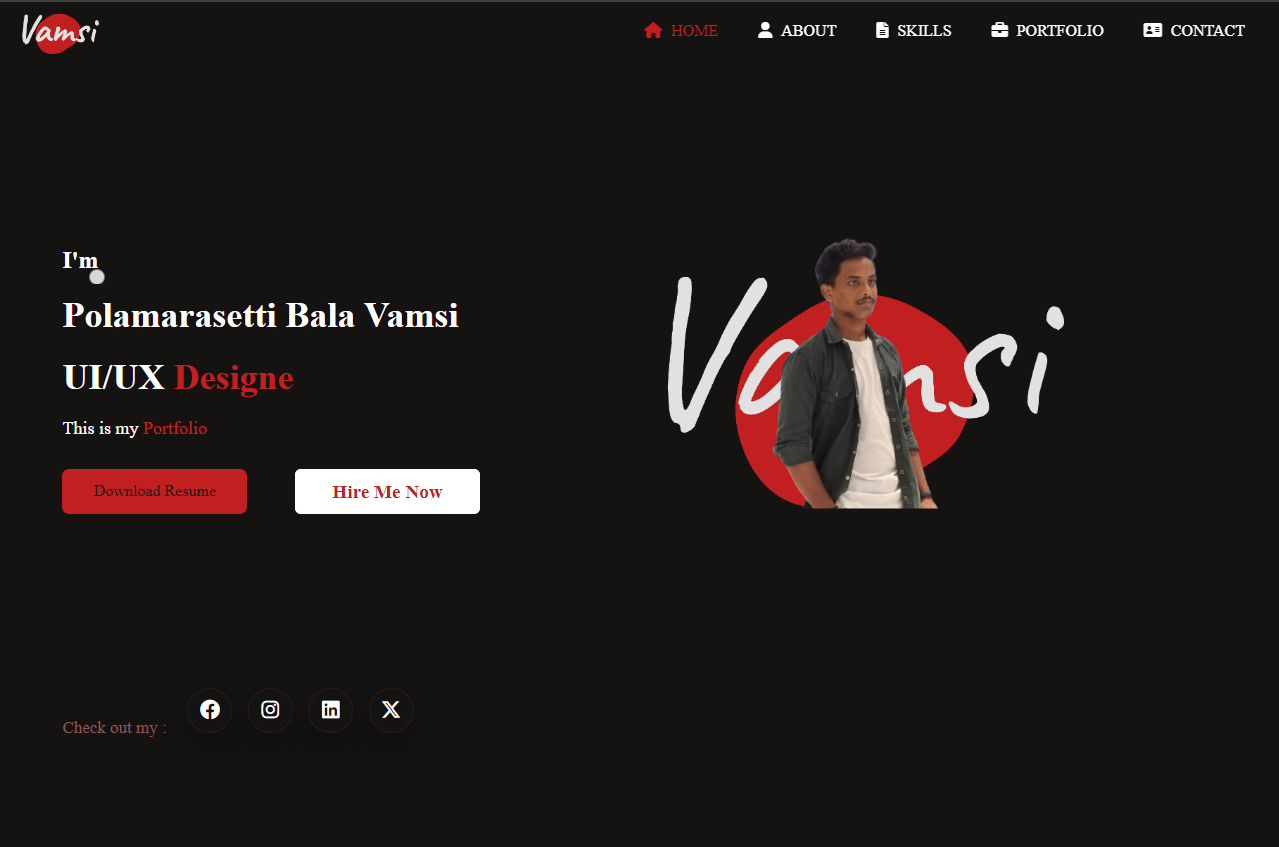 Vamsi
HOME ABOUT SKILLS PORTFOLIO CONTACT
I'm
Polamarasetti Bala Vamsi
UI/UX Designe
This is my Portfolio
Download Resume Hire Me Now
Vamsi
Check out my :